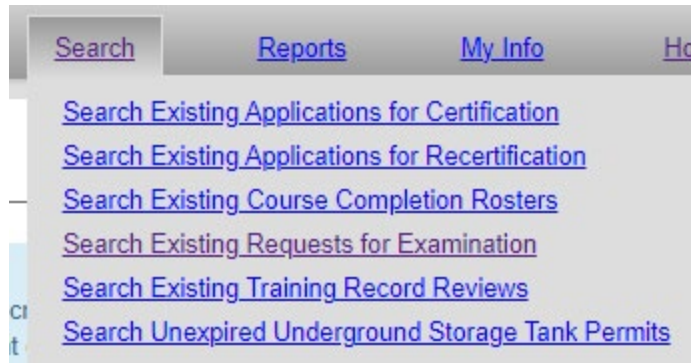 Search Reports My Info
Search Existing Applications for Certification
Search Existing Applications for Recertification
Search Existing Course Completion Rosters
Search Existing Requests for Examination
Search Existing Training Record Reviews
Search Unexpired Underground Storage Tank Permits